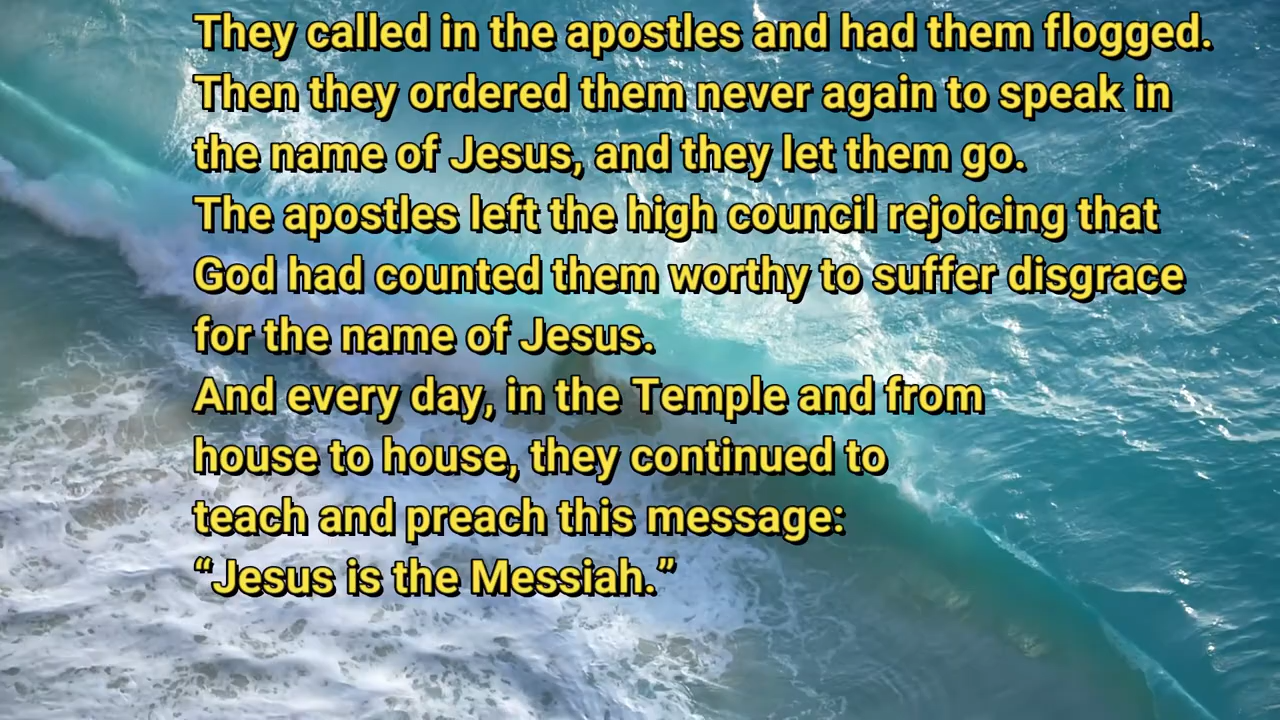 They called in the apostles and had them flogged.
Then they ordered them never again to speak in
the name of Jesus, and they let them go.
The apostles left the high council rejoicing that
God had counted them worthy to suffer disgrace
for the name of Jesus.
And every day, in the Temple and from
house to house, they continued to
teach and preach this message:
“Jesus is the Messiah.”